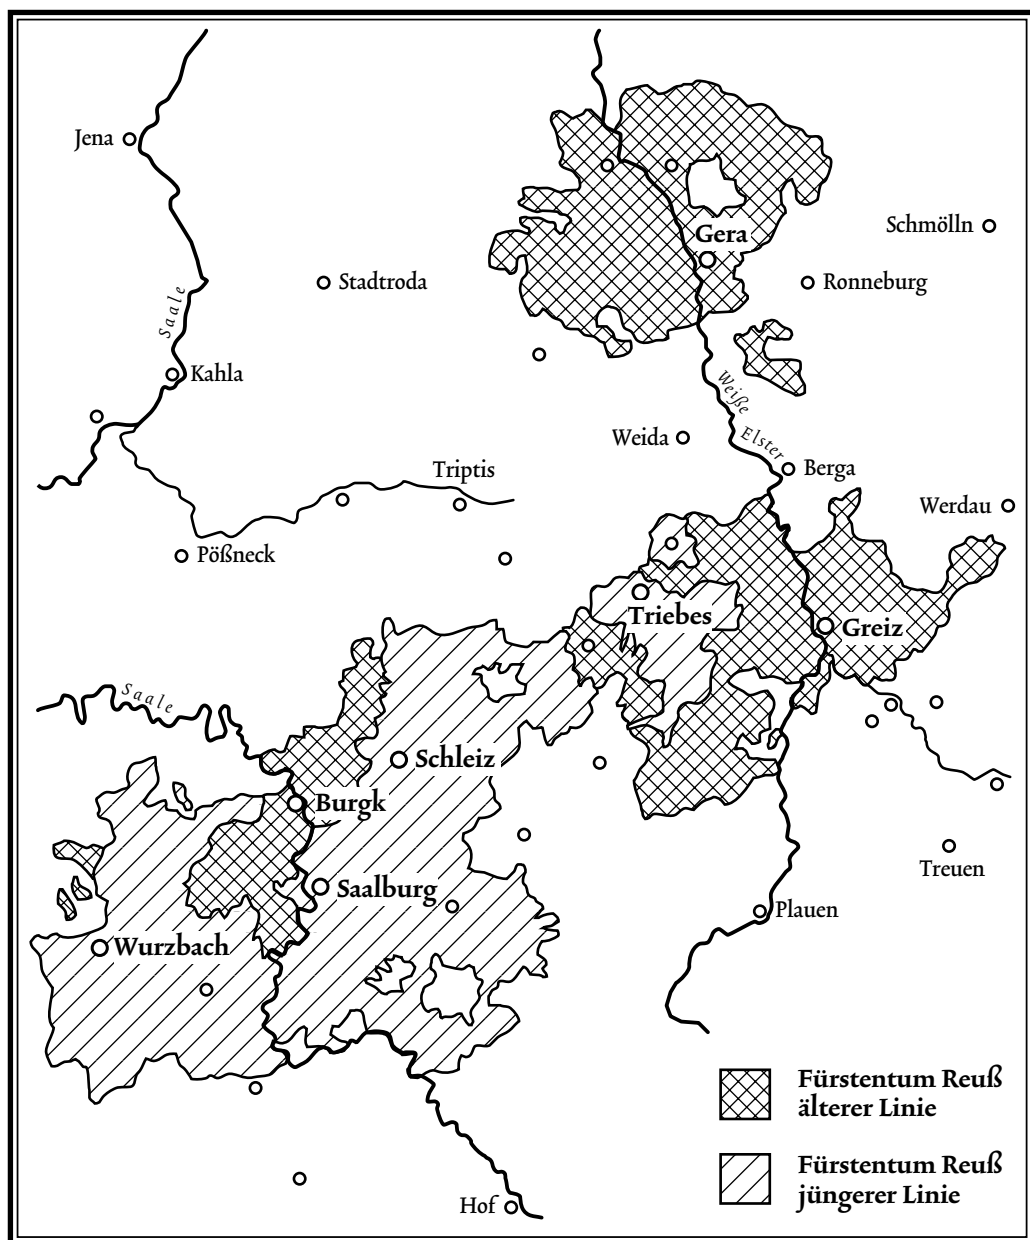 Jena
Schmölln
Gera
Stadtroda
Ronneburg
Saale
Kahla
Weiße
Elster
Weida
Triptis
Berga
Werdau
Pößneck
Triebes
Greiz
Saale
Schleiz
Burgk
Treuen
Saalburg
Plauen
Wurzbach
Fürstentum Reuß
älterer Linie
Fürstentum Reuß
jüngerer Linie
Hof